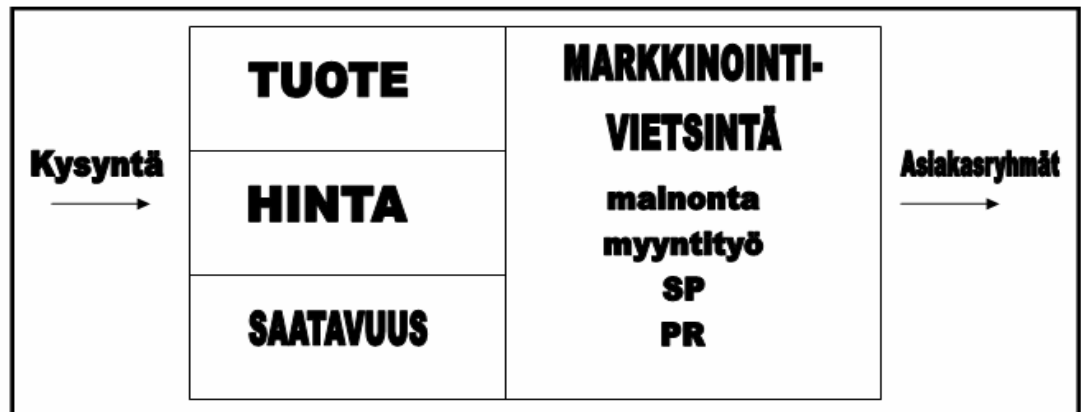 Kysyntä
TUOTE
HINTA
SAATAVUUS
MARKKINOINTI-
VIETSINTÄ
mainonta
myyntityö
SP
PR
Asiakasryhmät